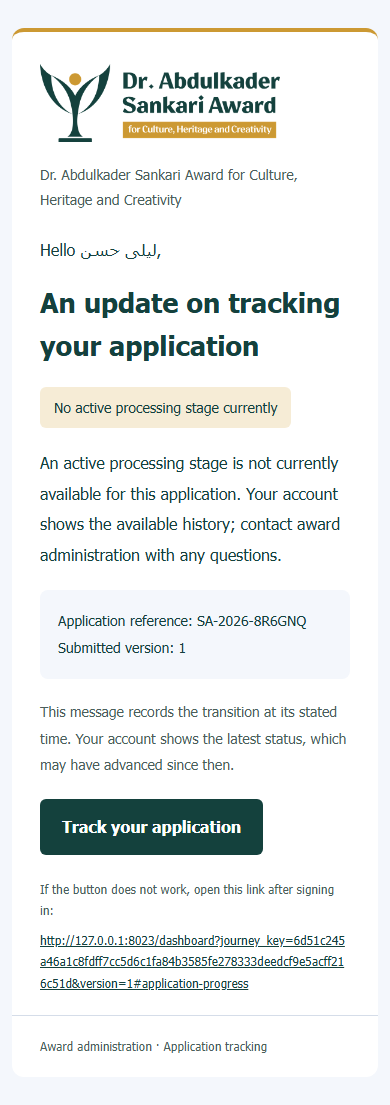 Dr. Abdulkader
Sankari Award
for Culture, Heritage and Creativity
Dr. Abdulkader Sankari Award for Culture,
Heritage and Creativity
Hello ليلى حسن,
An update on tracking
your application
No active processing stage currently
An active processing stage is not currently
available for this application. Your account
shows the available history; contact award
administration with any questions.
Application reference: SA-2026-8R6GNQ
Submitted version: 1
This message records the transition at its stated
time. Your account shows the latest status, which
may have advanced since then.
Track your application
If the button does not work, open this link after signing
in:
http://127.0.0.1:8023/dashboard?journey_key=6d51c245
a46a1c8fdff7cc5d6c1fa84b3585fe278333deedcf9e5acff21
6c51d&version=1#application-progress
Award administration · Application tracking